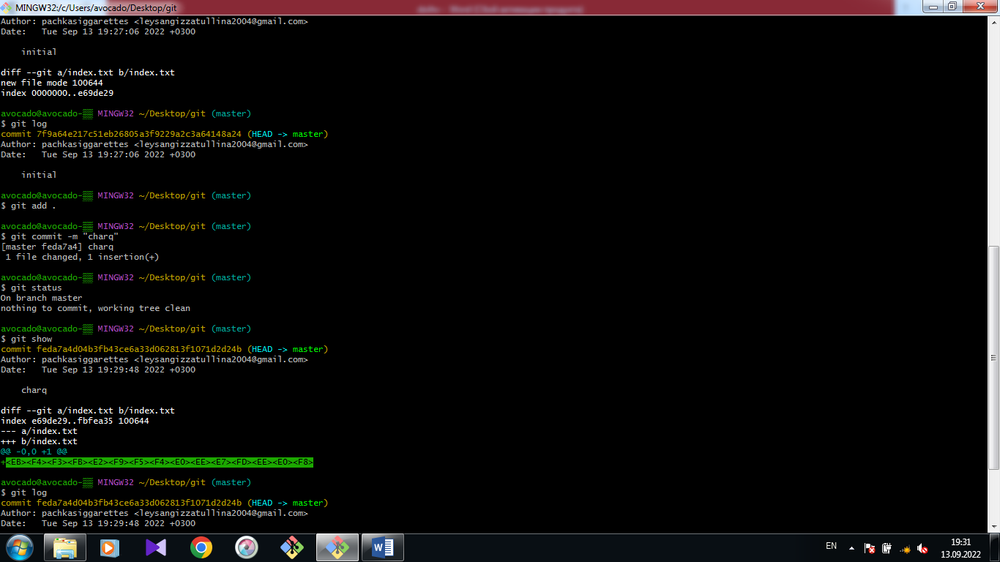 MINGW32:/c/Users/avocado/Desktop/git
Author: pachkasiggarettes <leysangizzatullina2004@gmail.com>
Date:   Tue Sep 13 19:27:06 2022 +0300
    initial
diff --git a/index.txt b/index.txt
new file mode 100644
index 0000000..e69de29
avocado@avocado-▒▒ MINGW32 ~/Desktop/git (master)
$ git log
commit 7f9a64e217c51eb26805a3f9229a2c3a64148a24 (HEAD -> master)
Author: pachkasiggarettes <leysangizzatullina2004@gmail.com>
Date:   Tue Sep 13 19:27:06 2022 +0300
    initial
avocado@avocado-▒▒ MINGW32 ~/Desktop/git (master)
$ git add .
avocado@avocado-▒▒ MINGW32 ~/Desktop/git (master)
$ git commit -m "charq"
[master feda7a4] charq
 1 file changed, 1 insertion(+)
avocado@avocado-▒▒ MINGW32 ~/Desktop/git (master)
$ git status
On branch master
nothing to commit, working tree clean
avocado@avocado-▒▒ MINGW32 ~/Desktop/git (master)
$ git show
commit feda7a4d04b3fb43ce6a33d062813f1071d2d24b (HEAD -> master)
Author: pachkasiggarettes <leysangizzatullina2004@gmail.com>
Date:   Tue Sep 13 19:29:48 2022 +0300
    charq
diff --git a/index.txt b/index.txt
index e69de29..fbfea35 100644
--- a/index.txt
+++ b/index.txt
@@ -0,0 +1 @@
+<EB><F4><F3><FB><E2><F9><F5><F4><E0><EE><E7><FD><EE><E0><F8>
avocado@avocado-▒▒ MINGW32 ~/Desktop/git (master)
$ git log
commit feda7a4d04b3fb43ce6a33d062813f1071d2d24b (HEAD -> master)
Author: pachkasiggarettes <leysangizzatullina2004@gmail.com>
Date:   Tue Sep 13 19:29:48 2022 +0300
EN
19:31
13.09.2022